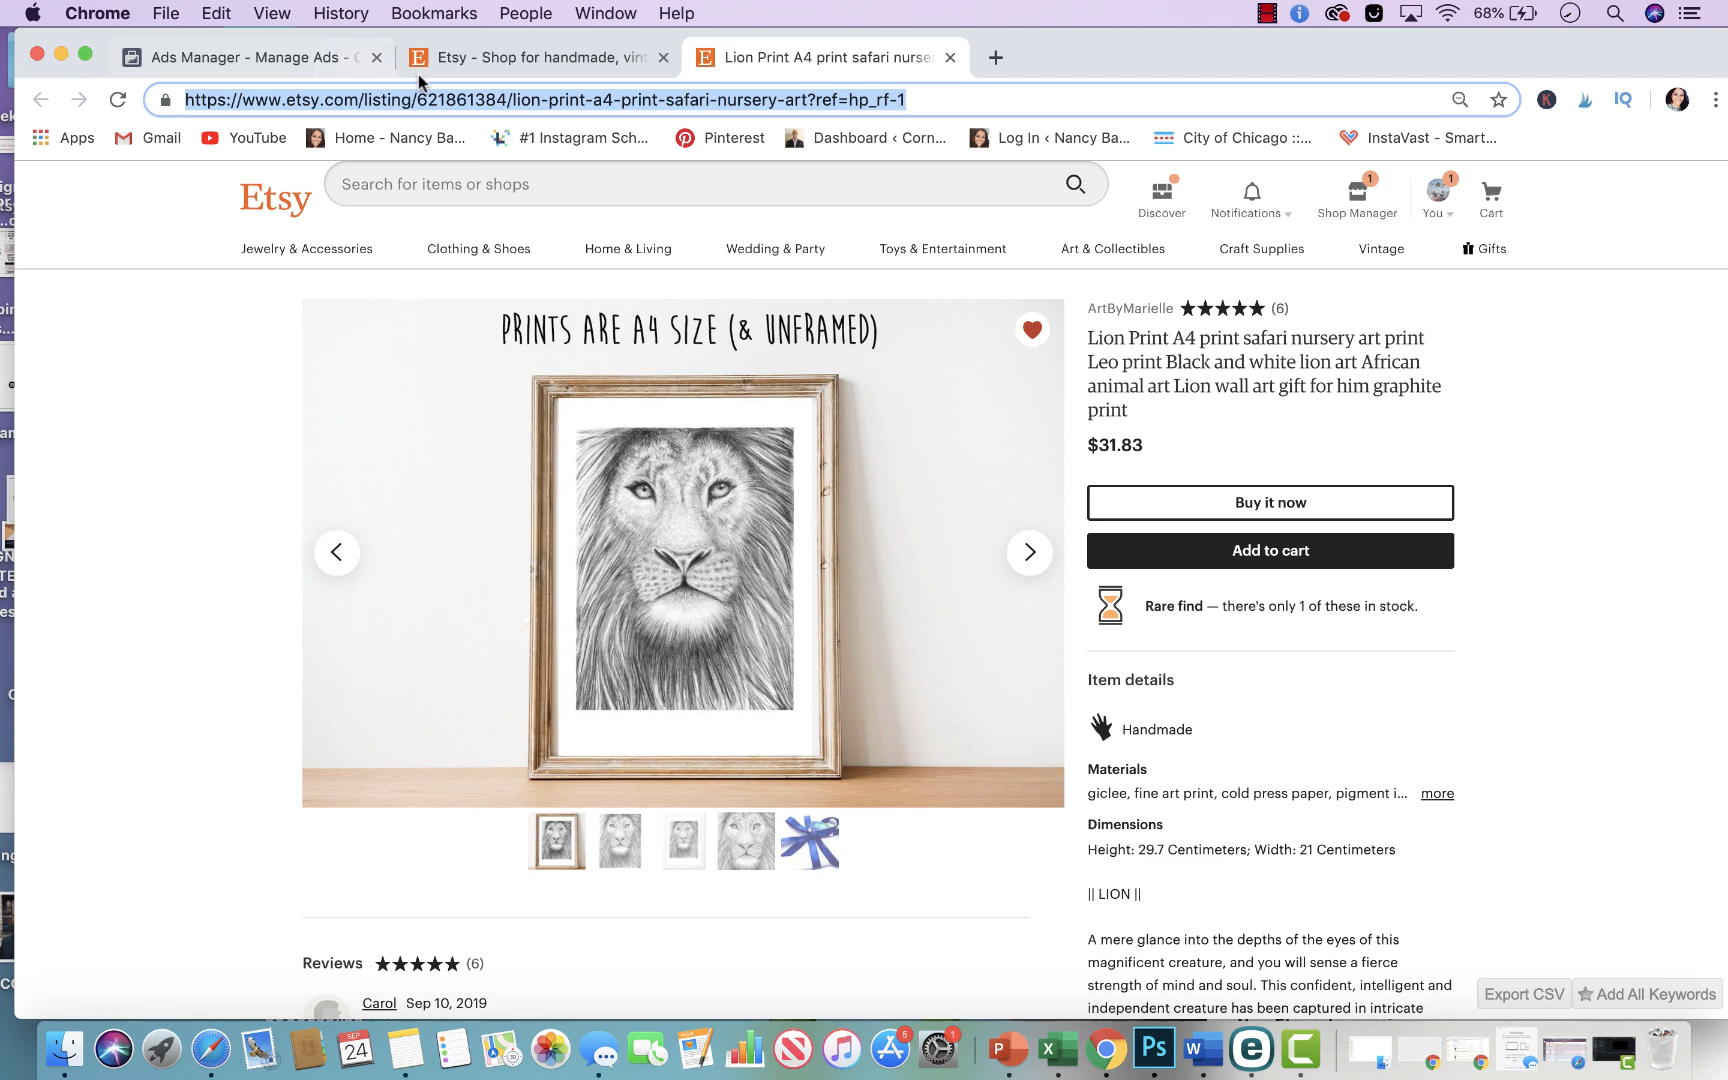 Chrome File Edit View History Bookmarks People Window Help 68%
Ads Manager - Manage Ads - Etsy - Shop for handmade, vint Lion Print A4 print safari nurse
https://www.etsy.com/listing/621861384/lion-print-a4-print-safari-nursery-art?ref=hp_rf-1
Apps Gmail YouTube Home - Nancy Ba... #1 Instagram Sch... Pinterest Dashboard ‹ Corn... Log In ‹ Nancy Ba... City of Chicago ::... InstaVast - Smart...
Etsy Search for items or shops
1 1
Discover Notifications Shop Manager You Cart
Jewelry & Accessories Clothing & Shoes Home & Living Wedding & Party Toys & Entertainment Art & Collectibles Craft Supplies Vintage Gifts
PRINTS ARE A4 SIZE (& UNFRAMED)
ArtByMarielle ★★★★★ (6)
Lion Print A4 print safari nursery art print
Leo print Black and white lion art African
animal art Lion wall art gift for him graphite
print
$31.83
Buy it now
Add to cart
Rare find — there's only 1 of these in stock.
Item details
Handmade
Materials
giclee, fine art print, cold press paper, pigment i... more
Dimensions
Height: 29.7 Centimeters; Width: 21 Centimeters
|| LION ||
A mere glance into the depths of the eyes of this
magnificent creature, and you will sense a fierce
strength of mind and soul. This confident, intelligent and
independent creature has been captured in intricate
Reviews ★★★★★ (6)
Carol Sep 10, 2019
Export CSV Add All Keywords
SEP
24
5
1
P X Ps W e C